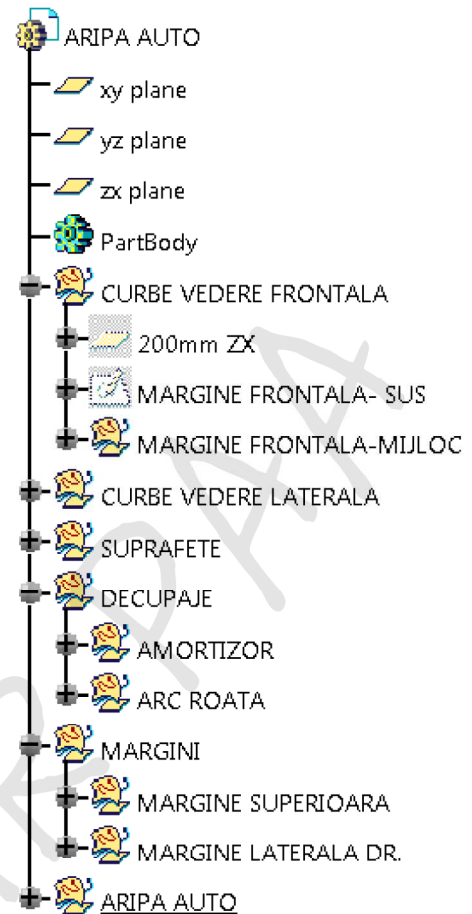 ARIPA AUTO
xy plane
yz plane
zx plane
PartBody
CURBE VEDERE FRONTALA
200mm ZX
MARGINE FRONTALA- SUS
MARGINE FRONTALA-MIJLOC
CURBE VEDERE LATERALA
SUPRAFETE
DECUPAJE
AMORTIZOR
ARC ROATA
MARGINI
MARGINE SUPERIOARA
MARGINE LATERALA DR.
ARIPA AUTO